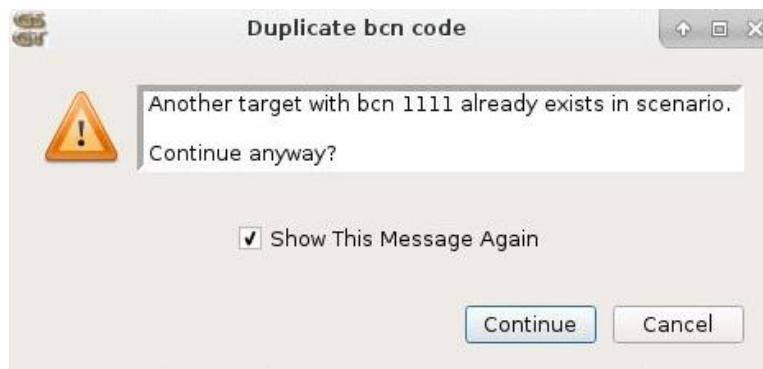 Duplicate bcn code
Another target with bcn 1111 already exists in scenario.
Continue anyway?
Show This Message Again
Continue Cancel